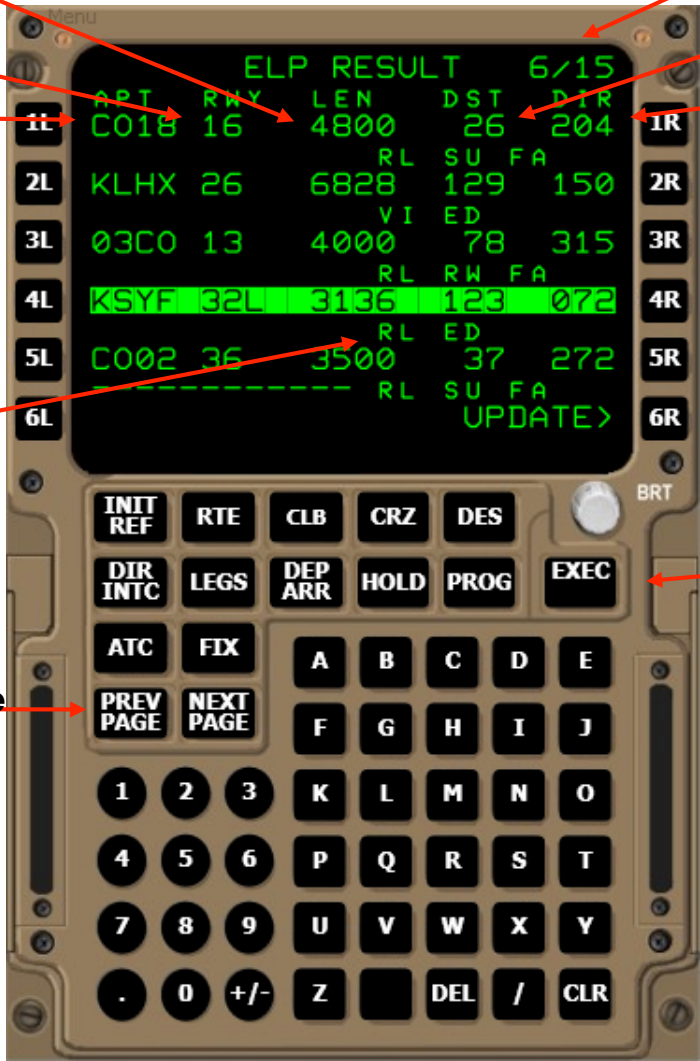 Menu
ELP RESULT 6/15
APT RWY LEN DST DIR
1L CO18 16 4800 26 204 1R
RL SU FA
2L KLHX 26 6828 129 150 2R
VI ED
3L 03CO 13 4000 78 315 3R
RL RW FA
4L KSYF 32L 3136 123 072 4R
RL ED
5L CO02 36 3500 37 272 5R
------------- RL SU FA
6L UPDATE> 6R
BRT
INIT REF RTE CLB CRZ DES
DIR INTC LEGS DEP ARR HOLD PROG EXEC
ATC FIX A B C D E
e PREV PAGE NEXT PAGE F G H I J
1 2 3 K L M N O
4 5 6 P Q R S T
7 8 9 U V W X Y
. 0 +/- Z DEL / CLR